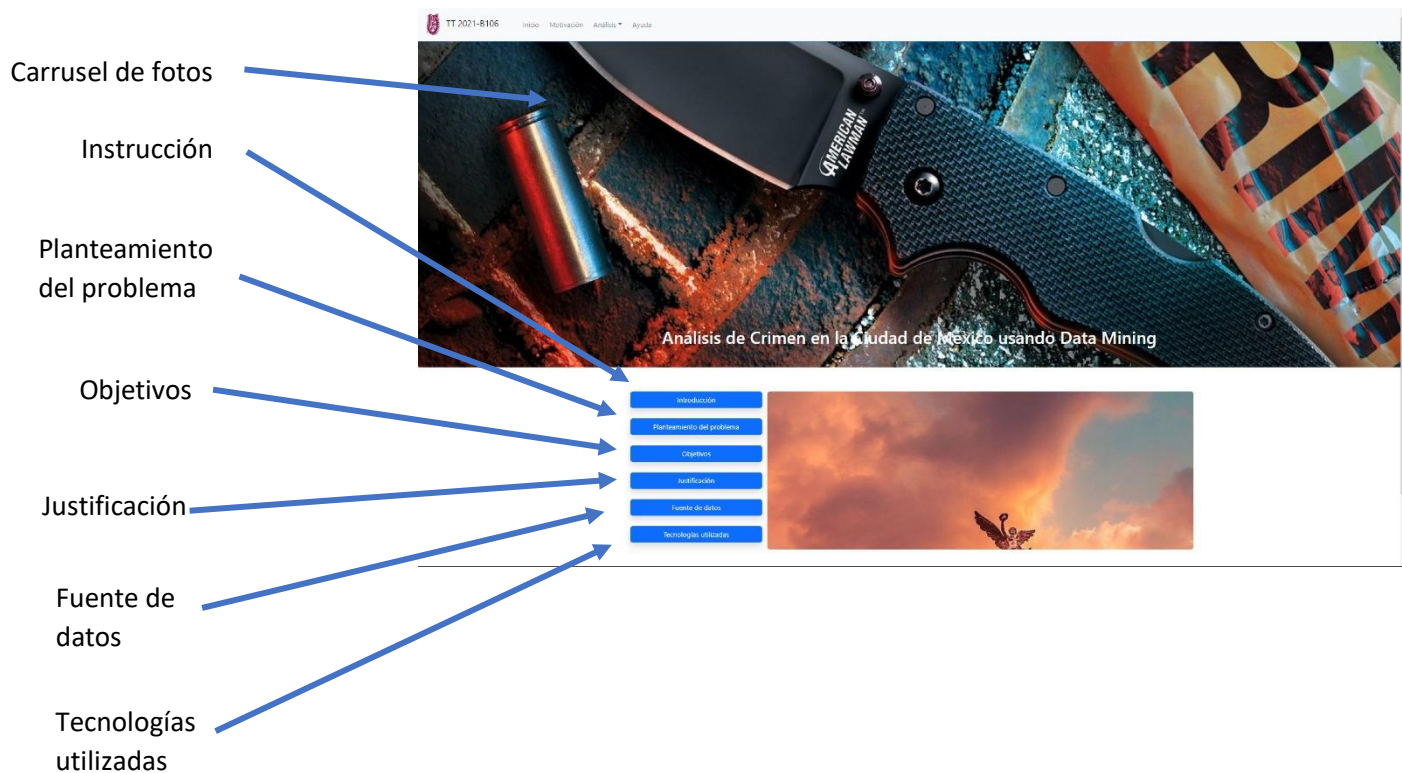 TT 2021-B106 Inicio Motivación Análisis Ayuda
Carrusel de fotos
Instrucción
Planteamiento
del problema
Objetivos
Justificación
Fuente de
datos
Tecnologías
utilizadas
AMERICAN
LAWMAN™
RIM
Análisis de Crimen en la Ciudad de México usando Data Mining
Introducción
Planteamiento del problema
Objetivos
Justificación
Fuente de datos
Tecnologías utilizadas